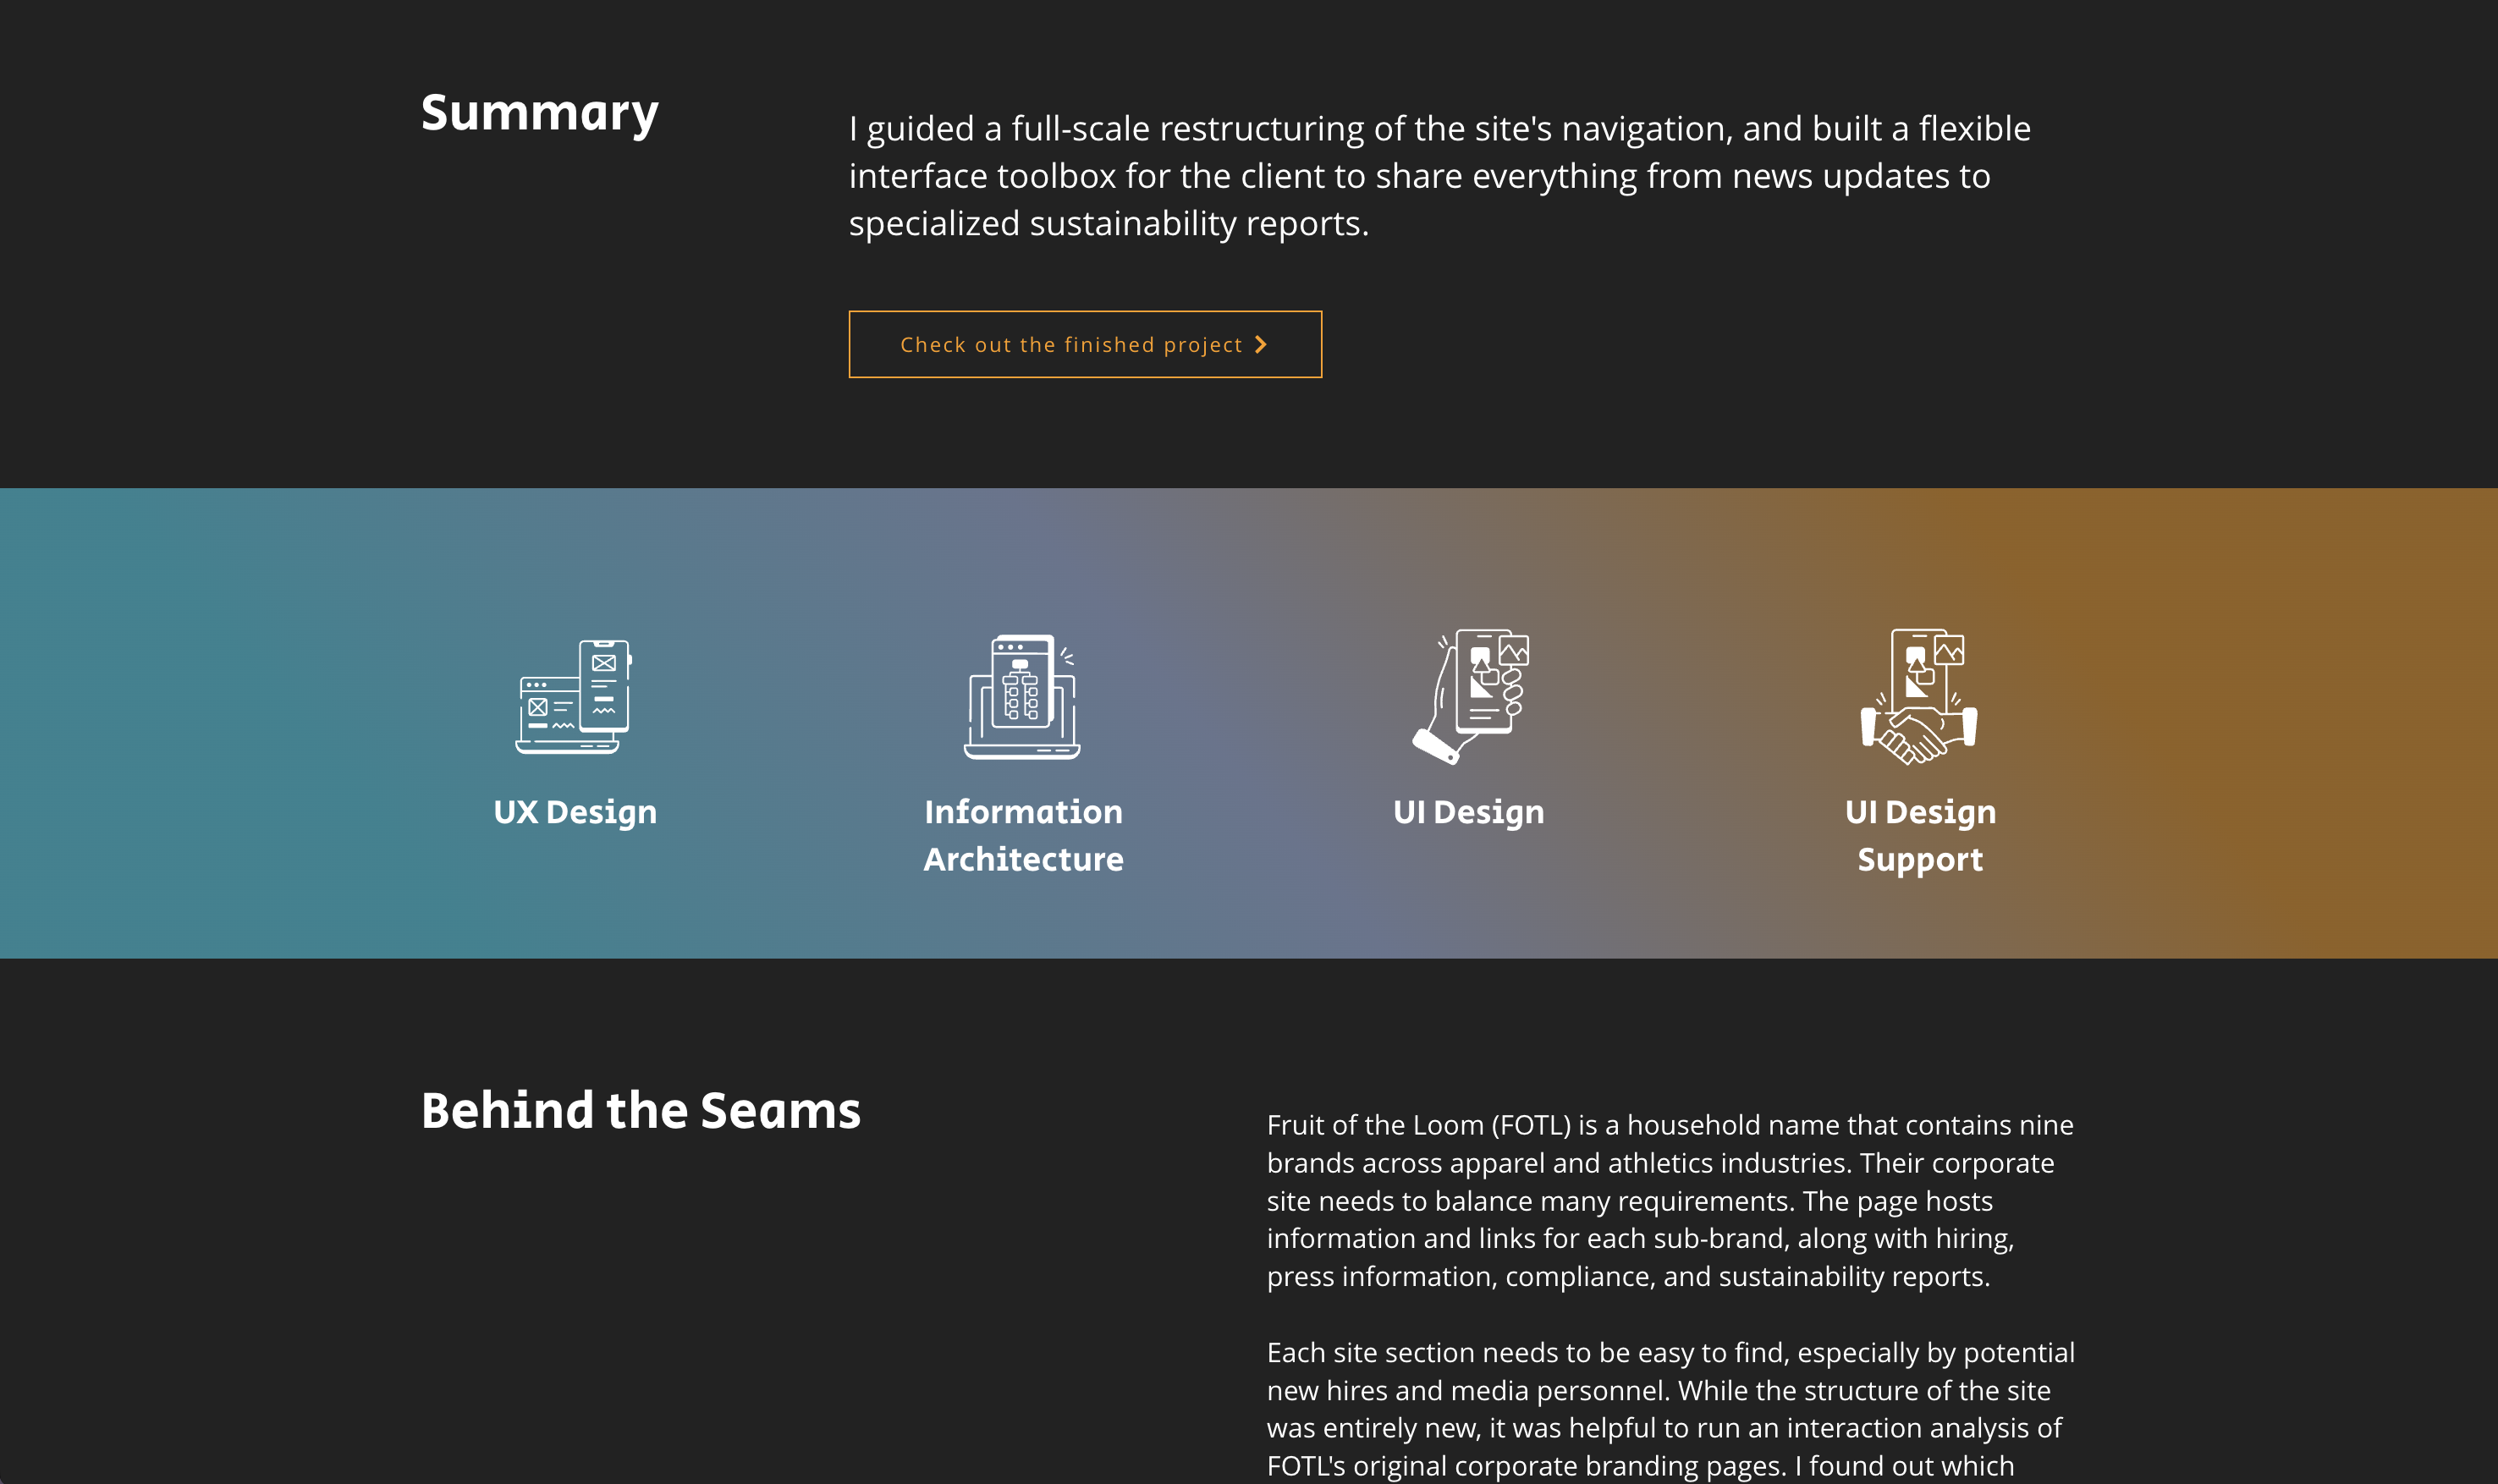 Summary
I guided a full-scale restructuring of the site's navigation, and built a flexible
interface toolbox for the client to share everything from news updates to
specialized sustainability reports.
Check out the finished project
UX Design
Information
Architecture
UI Design
UI Design
Support
Behind the Seams
Fruit of the Loom (FOTL) is a household name that contains nine
brands across apparel and athletics industries. Their corporate
site needs to balance many requirements. The page hosts
information and links for each sub-brand, along with hiring,
press information, compliance, and sustainability reports.
Each site section needs to be easy to find, especially by potential
new hires and media personnel. While the structure of the site
was entirely new, it was helpful to run an interaction analysis of
FOTL's original corporate branding pages. I found out which